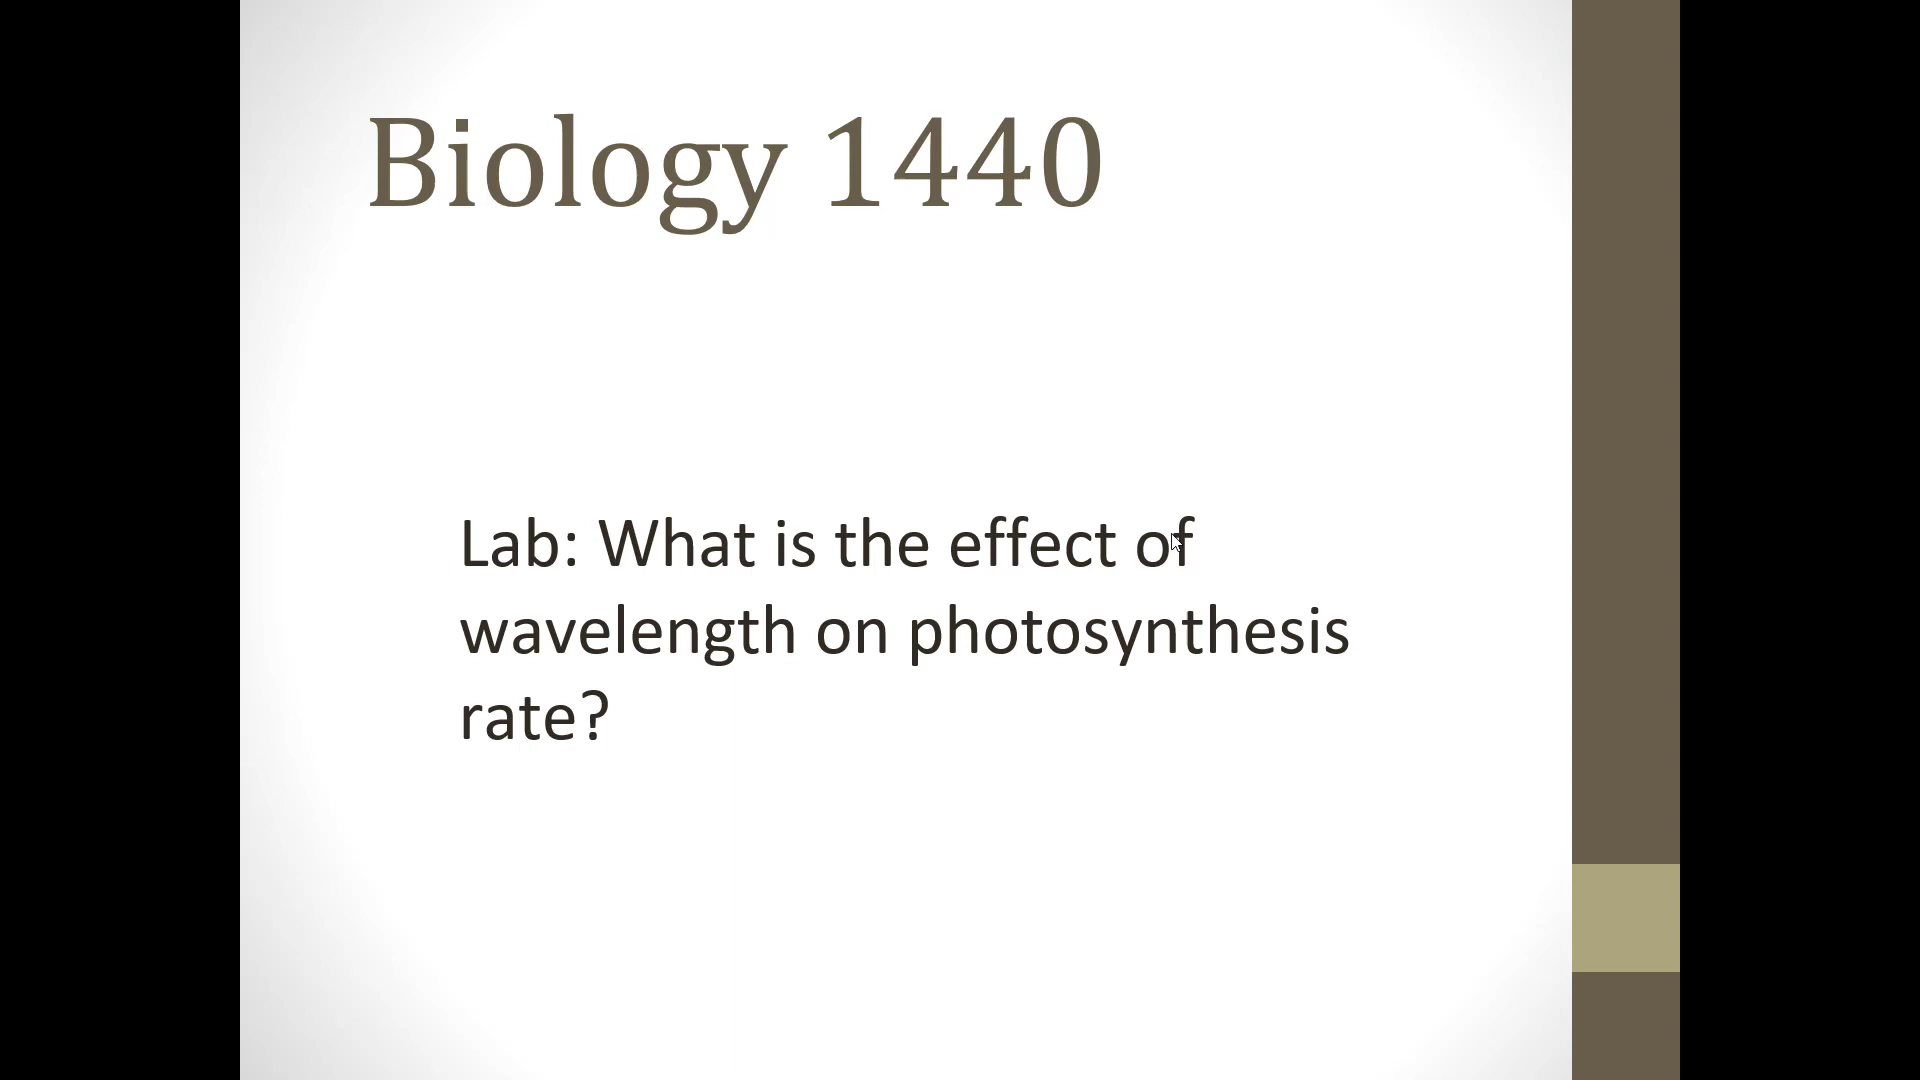 Biology 1440
Lab: What is the effect of
wavelength on photosynthesis
rate?